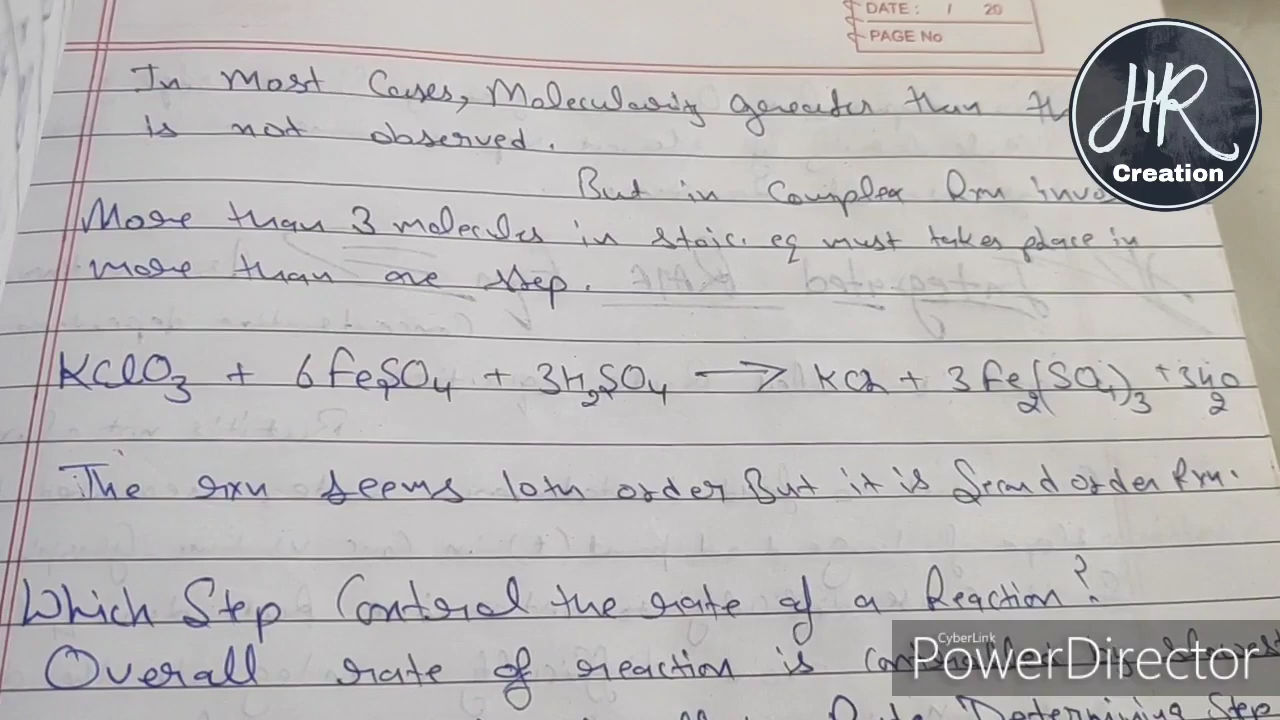 DATE: / 20
PAGE No
HR
Creation
In Most Cases, Molecularity greater than
is not observed.
But in Complex Rxn
More than 3 molecules in stoic. eq must takes place in
more than one step.
KClO3 + 6FeSO4 + 3H2SO4 → KCl + 3Fe2(SO4)3 + 3H2O
The rxn seems 10th order But it is Second order Rxn.
Which Step Control the rate of a Reaction?
Overall rate of reaction is
CyberLink
PowerDirector
Determining Step